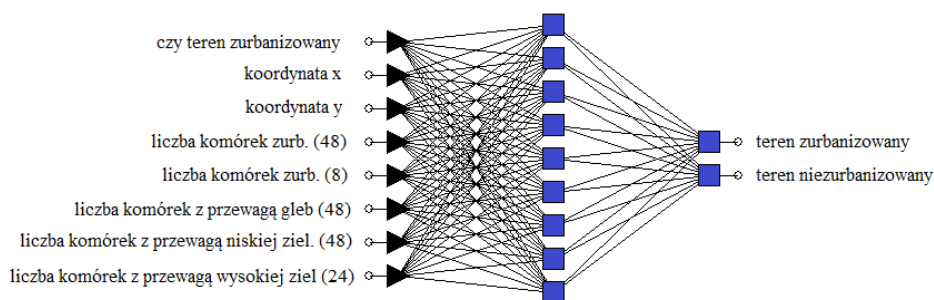 czy teren zurbanizowany
koordynata x
koordynata y
liczba komórek zurb. (48)
liczba komórek zurb. (8)
liczba komórek z przewagą gleb (48)
liczba komórek z przewagą niskiej ziel. (48)
liczba komórek z przewagą wysokiej ziel (24)
teren zurbanizowany
teren niezurbanizowany